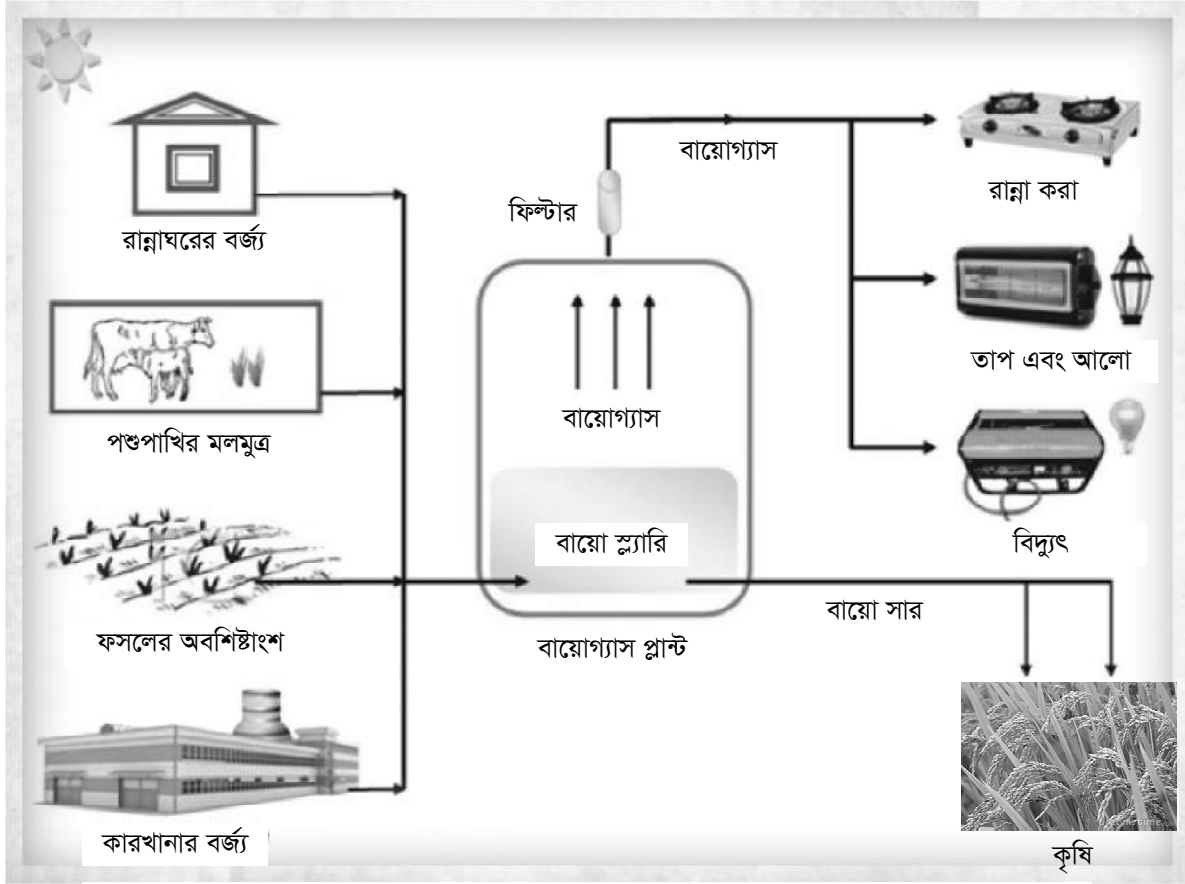 রান্নাঘরের বর্জ্য
পশুপাখির মলমুত্র
ফসলের অবশিষ্টাংশ
কারখানার বর্জ্য
ফিল্টার
বায়োগ্যাস
বায়োগ্যাস
বায়ো স্ল্যারি
বায়োগ্যাস প্লান্ট
বায়ো সার
রান্না করা
তাপ এবং আলো
বিদ্যুৎ
কৃষি